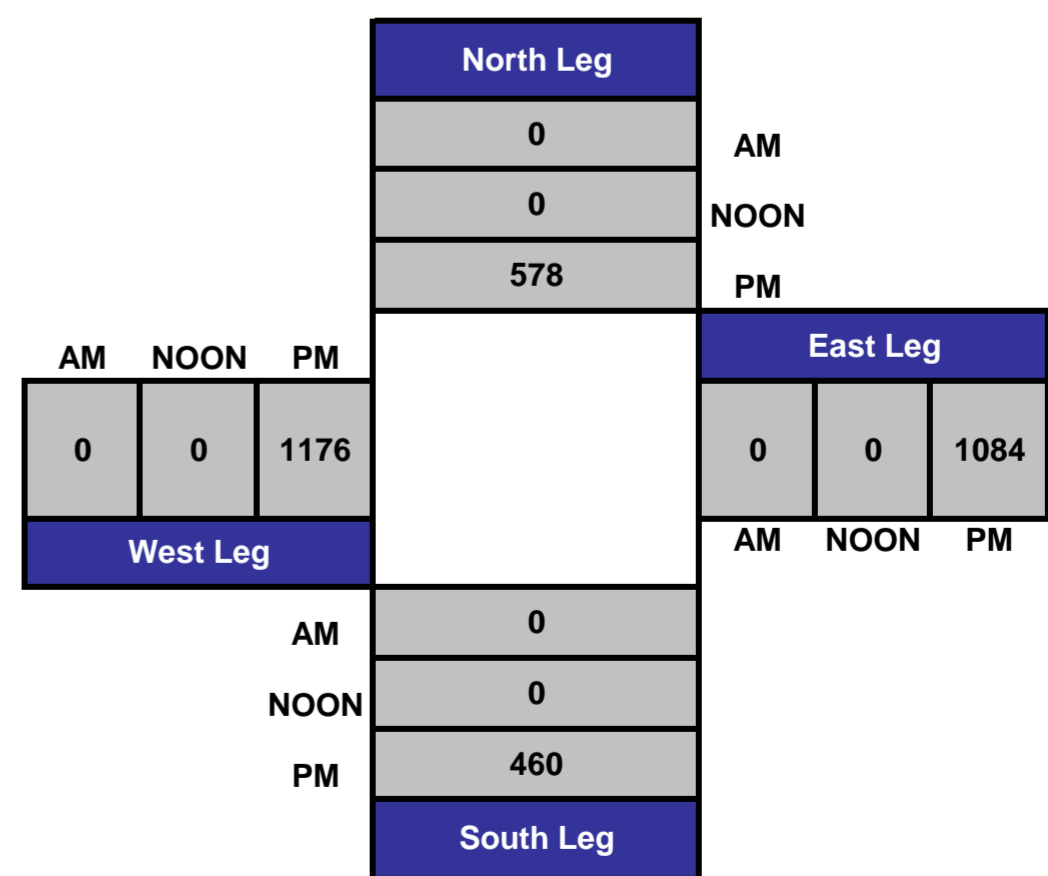 North Leg
0
AM
0
NOON
578
PM
East Leg
AM NOON PM
0 0 1176
0 0 1084
West Leg
AM NOON PM
AM
0
NOON
0
PM
460
South Leg